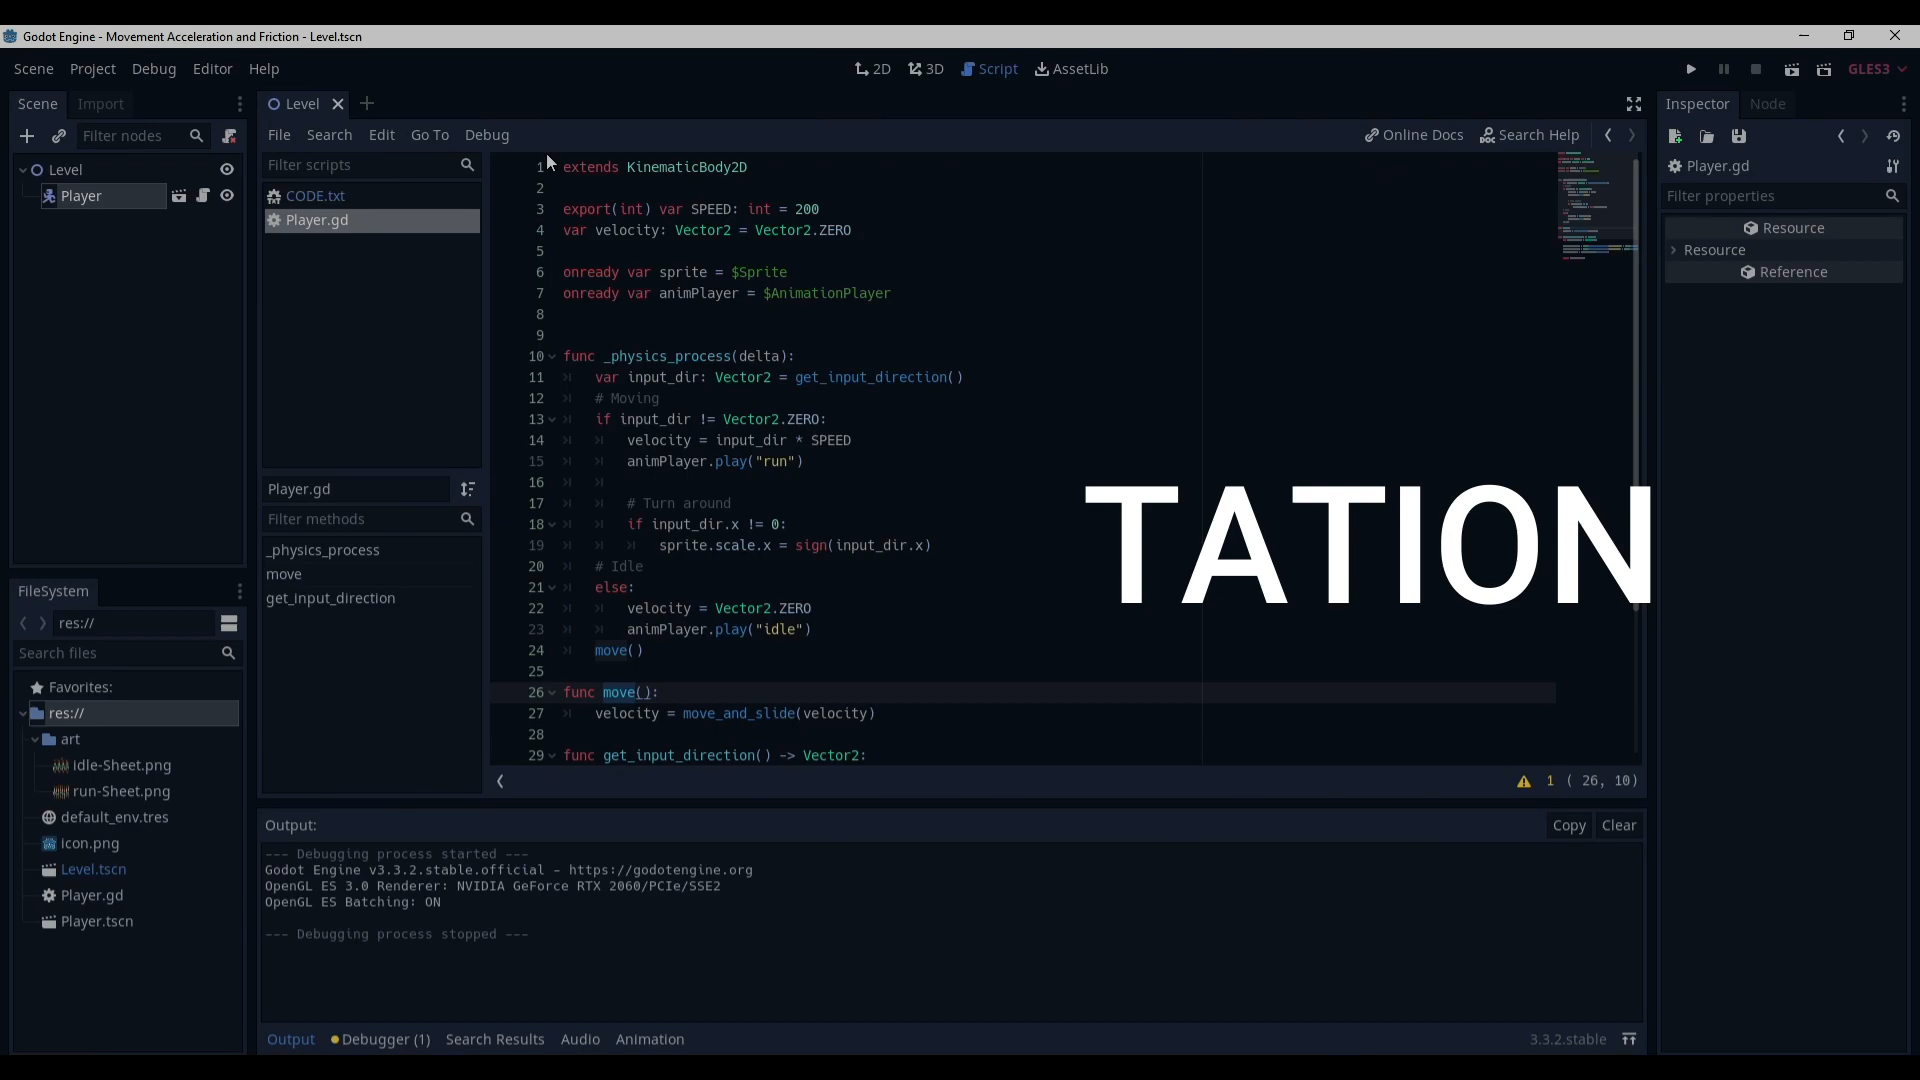 Godot Engine - Movement Acceleration and Friction - Level.tscn
Scene Project Debug Editor Help
2D 3D Script AssetLib
GLES3
Scene Import
Filter nodes
Level
Player
FileSystem
res://
Search files
Favorites:
res://
art
idle-Sheet.png
run-Sheet.png
default_env.tres
icon.png
Level.tscn
Player.gd
Player.tscn
Level
File Search Edit Go To Debug
Online Docs Search Help
Filter scripts
CODE.txt
Player.gd
Player.gd
Filter methods
_physics_process
move
get_input_direction
1 extends KinematicBody2D
2
3 export(int) var SPEED: int = 200
4 var velocity: Vector2 = Vector2.ZERO
5
6 onready var sprite = $Sprite
7 onready var animPlayer = $AnimationPlayer
8
9
10 func _physics_process(delta):
11 var input_dir: Vector2 = get_input_direction()
12 # Moving
13 if input_dir != Vector2.ZERO:
14 velocity = input_dir * SPEED
15 animPlayer.play("run")
16
17 # Turn around
18 if input_dir.x != 0:
19 sprite.scale.x = sign(input_dir.x)
20 # Idle
21 else:
22 velocity = Vector2.ZERO
23 animPlayer.play("idle")
24 move()
25
26 func move():
27 velocity = move_and_slide(velocity)
28
29 func get_input_direction() -> Vector2:
TATION
1 ( 26, 10)
Output:
Copy Clear
--- Debugging process started ---
Godot Engine v3.3.2.stable.official - https://godotengine.org
OpenGL ES 3.0 Renderer: NVIDIA GeForce RTX 2060/PCIe/SSE2
OpenGL ES Batching: ON
--- Debugging process stopped ---
Output Debugger (1) Search Results Audio Animation
3.3.2.stable
Inspector Node
Player.gd
Filter properties
Resource
Resource
Reference